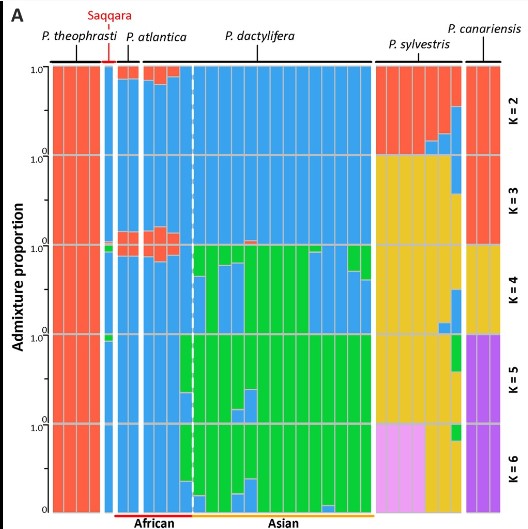 A
Saqqara
P. theophrasti P. atlantica P. dactylifera P. sylvestris P. canariensis
Admixture proportion
1.0
0
1.0
0
1.0
0
1.0
0
1.0
0
K = 2
K = 3
K = 4
K = 5
K = 6
African Asian